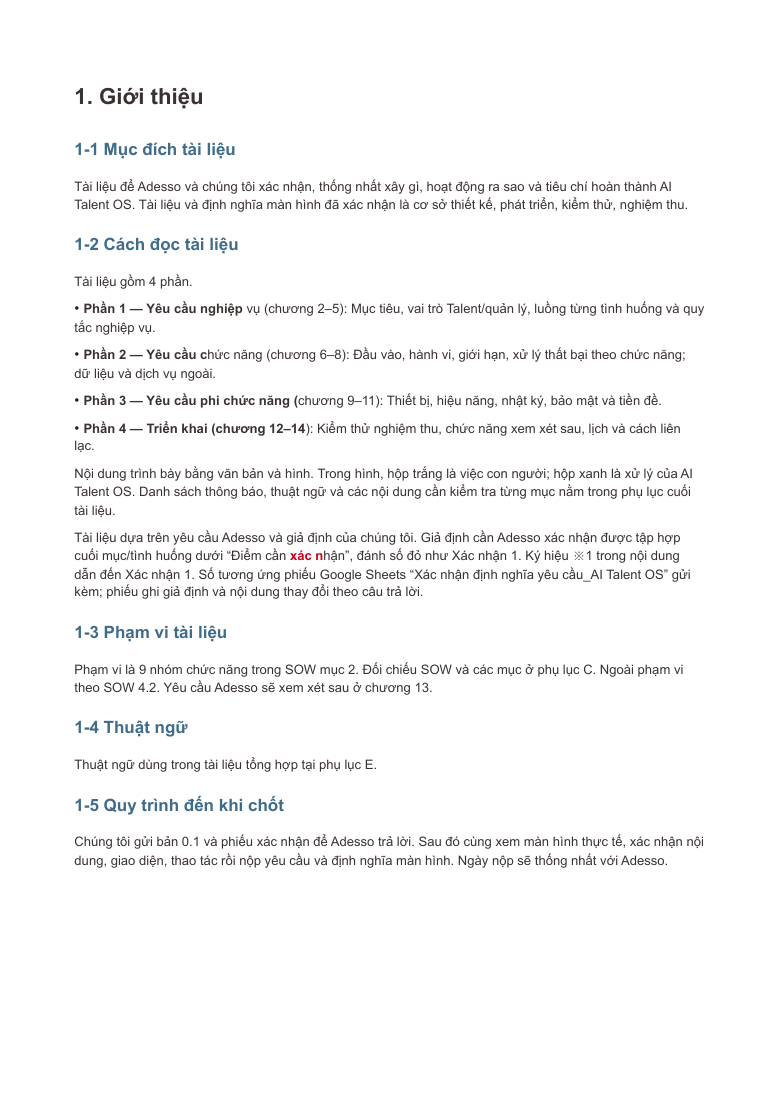 1. Giới thiệu
1-1 Mục đích tài liệu
Tài liệu để Adesso và chúng tôi xác nhận, thống nhất xây gì, hoạt động ra sao và tiêu chí hoàn thành AI
Talent OS. Tài liệu và định nghĩa màn hình đã xác nhận là cơ sở thiết kế, phát triển, kiểm thử, nghiệm thu.
1-2 Cách đọc tài liệu
Tài liệu gồm 4 phần.
• Phần 1 — Yêu cầu nghiệp vụ (chương 2–5): Mục tiêu, vai trò Talent/quản lý, luồng từng tình huống và quy
tắc nghiệp vụ.
• Phần 2 — Yêu cầu chức năng (chương 6–8): Đầu vào, hành vi, giới hạn, xử lý thất bại theo chức năng;
dữ liệu và dịch vụ ngoài.
• Phần 3 — Yêu cầu phi chức năng (chương 9–11): Thiết bị, hiệu năng, nhật ký, bảo mật và tiền đề.
• Phần 4 — Triển khai (chương 12–14): Kiểm thử nghiệm thu, chức năng xem xét sau, lịch và cách liên
lạc.
Nội dung trình bày bằng văn bản và hình. Trong hình, hộp trắng là việc con người; hộp xanh là xử lý của AI
Talent OS. Danh sách thông báo, thuật ngữ và các nội dung cần kiểm tra từng mục nằm trong phụ lục cuối
tài liệu.
Tài liệu dựa trên yêu cầu Adesso và giả định của chúng tôi. Giả định cần Adesso xác nhận được tập hợp
cuối mục/tình huống dưới “Điểm cần xác nhận”, đánh số đỏ như Xác nhận 1. Ký hiệu ※1 trong nội dung
dẫn đến Xác nhận 1. Số tương ứng phiếu Google Sheets “Xác nhận định nghĩa yêu cầu_AI Talent OS” gửi
kèm; phiếu ghi giả định và nội dung thay đổi theo câu trả lời.
1-3 Phạm vi tài liệu
Phạm vi là 9 nhóm chức năng trong SOW mục 2. Đối chiếu SOW và các mục ở phụ lục C. Ngoài phạm vi
theo SOW 4.2. Yêu cầu Adesso sẽ xem xét sau ở chương 13.
1-4 Thuật ngữ
Thuật ngữ dùng trong tài liệu tổng hợp tại phụ lục E.
1-5 Quy trình đến khi chốt
Chúng tôi gửi bản 0.1 và phiếu xác nhận để Adesso trả lời. Sau đó cùng xem màn hình thực tế, xác nhận nội
dung, giao diện, thao tác rồi nộp yêu cầu và định nghĩa màn hình. Ngày nộp sẽ thống nhất với Adesso.